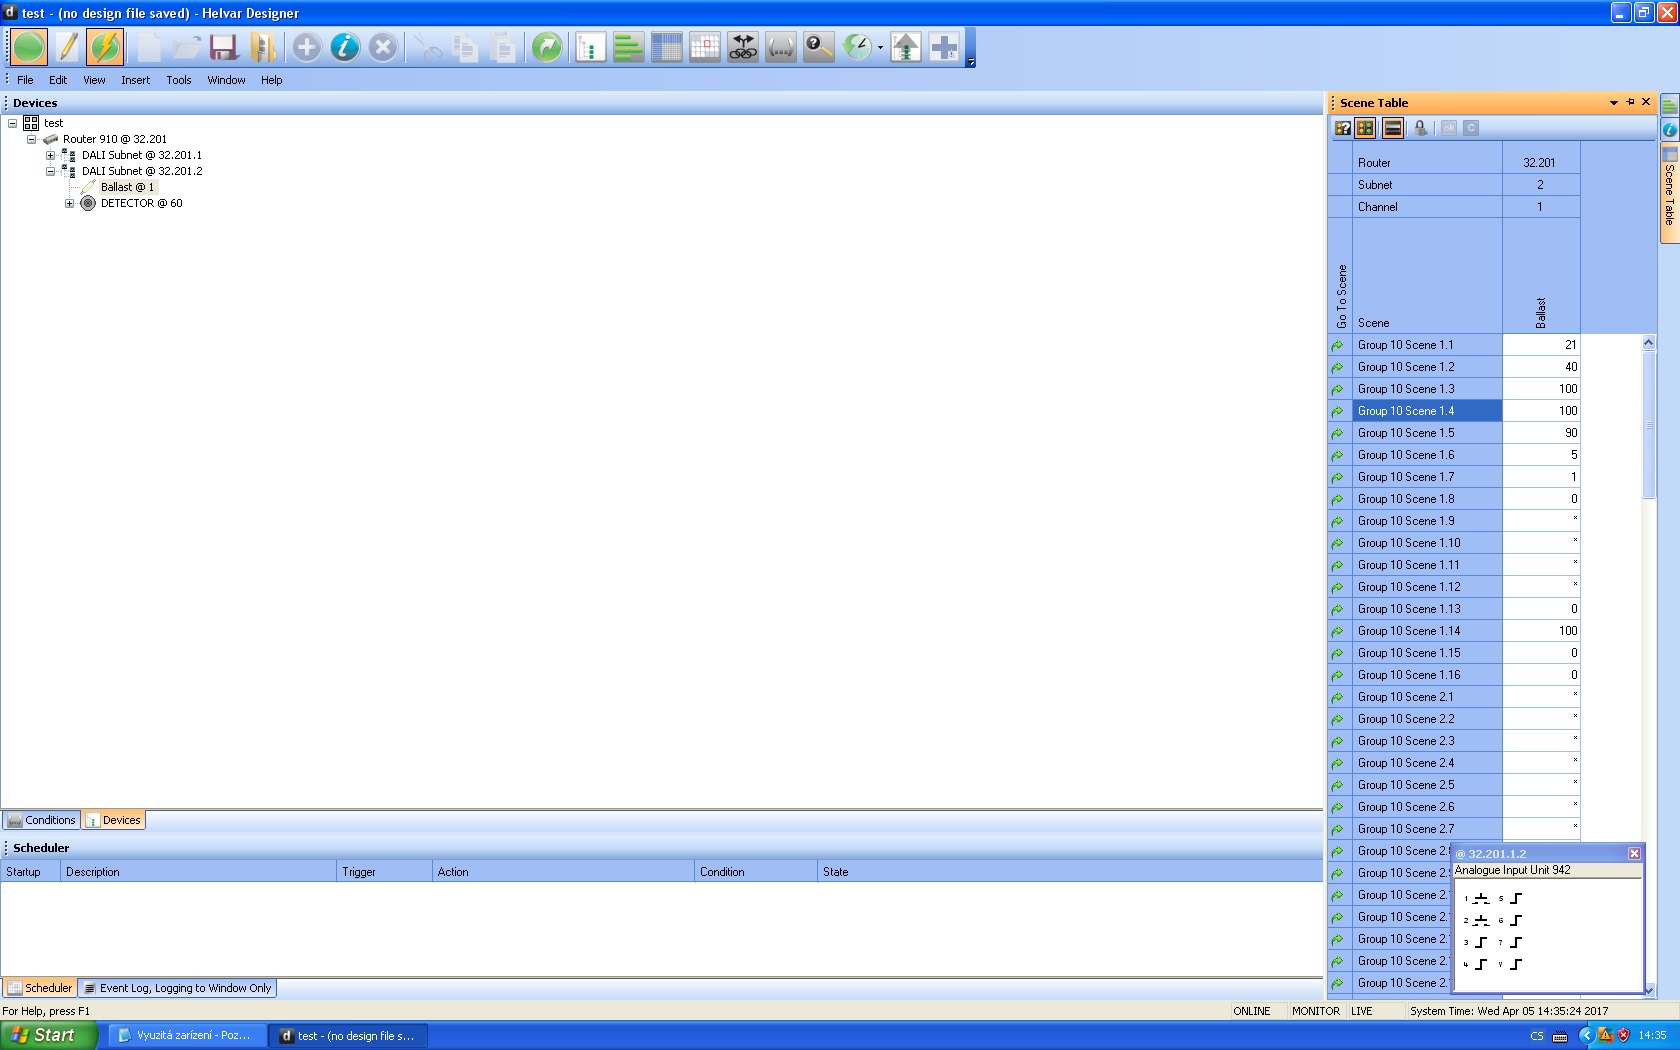 test - (no design file saved) - Helvar Designer
File Edit View Insert Tools Window Help
Devices
test
Router 910 @ 32.201
DALI Subnet @ 32.201.1
DALI Subnet @ 32.201.2
Ballast @ 1
DETECTOR @ 60
Conditions Devices
Scheduler
Startup Description Trigger Action Condition State
Scheduler Event Log, Logging to Window Only
Scene Table
Router 32.201
Subnet 2
Channel 1
Go To Scene Scene Ballast
Group 10 Scene 1.1 21
Group 10 Scene 1.2 40
Group 10 Scene 1.3 100
Group 10 Scene 1.4 100
Group 10 Scene 1.5 90
Group 10 Scene 1.6 5
Group 10 Scene 1.7 1
Group 10 Scene 1.8 0
Group 10 Scene 1.9 *
Group 10 Scene 1.10 *
Group 10 Scene 1.11 *
Group 10 Scene 1.12 *
Group 10 Scene 1.13 0
Group 10 Scene 1.14 100
Group 10 Scene 1.15 0
Group 10 Scene 1.16 0
Group 10 Scene 2.1 *
Group 10 Scene 2.2 *
Group 10 Scene 2.3 *
Group 10 Scene 2.4 *
Group 10 Scene 2.5 *
Group 10 Scene 2.6 *
Group 10 Scene 2.7 *
Group 10 Scene 2.8
Group 10 Scene 2.9
Group 10 Scene 2.
Group 10 Scene 2.
Group 10 Scene 2.
Group 10 Scene 2.
Group 10 Scene 2.
Scene Table
@ 32.201.1.2
Analogue Input Unit 942
1 5
2 6
3 7
4
For Help, press F1
ONLINE MONITOR LIVE System Time: Wed Apr 05 14:35:24 2017
Start Vyuzitá zarízení - Poz... test - (no design file s... CS 14:35